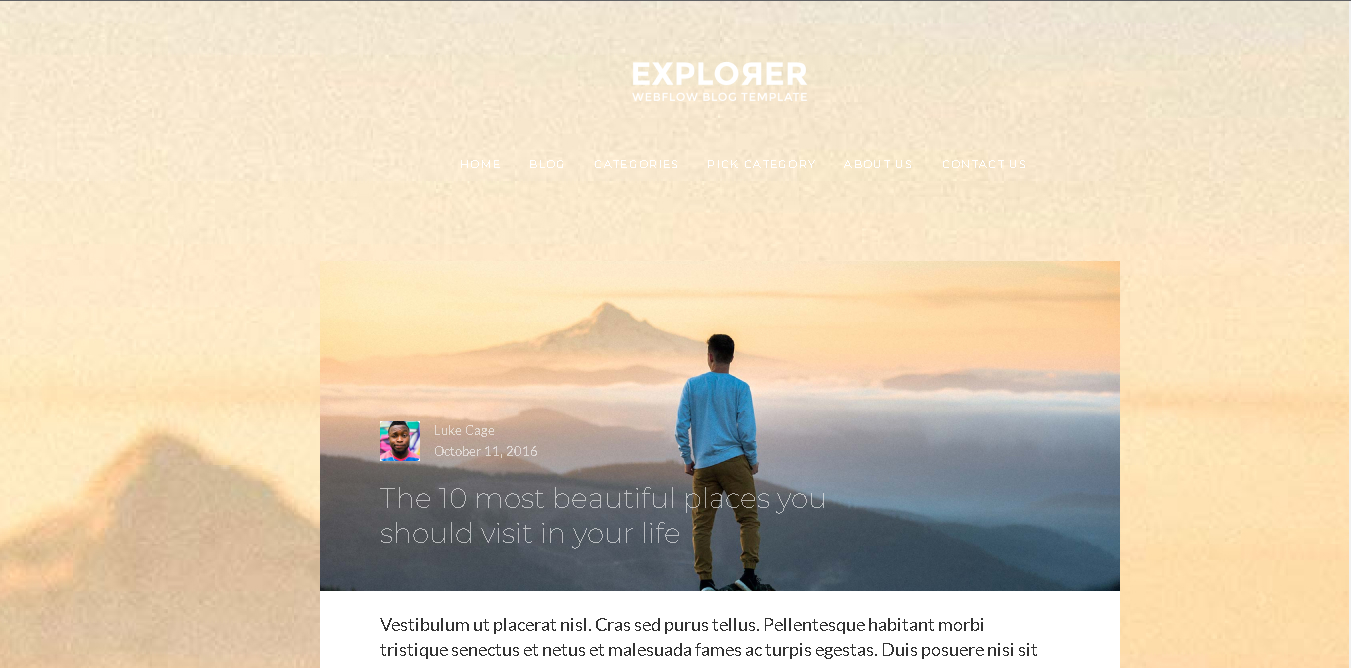 EXPLOЯER
WEBFLOW BLOG TEMPLATE
HOME BLOG CATEGORIES PICK CATEGORY ABOUT US CONTACT US
Luke Cage
October 11, 2016
The 10 most beautiful places you
should visit in your life
Vestibulum ut placerat nisl. Cras sed purus tellus. Pellentesque habitant morbi
tristique senectus et netus et malesuada fames ac turpis egestas. Duis posuere nisi sit